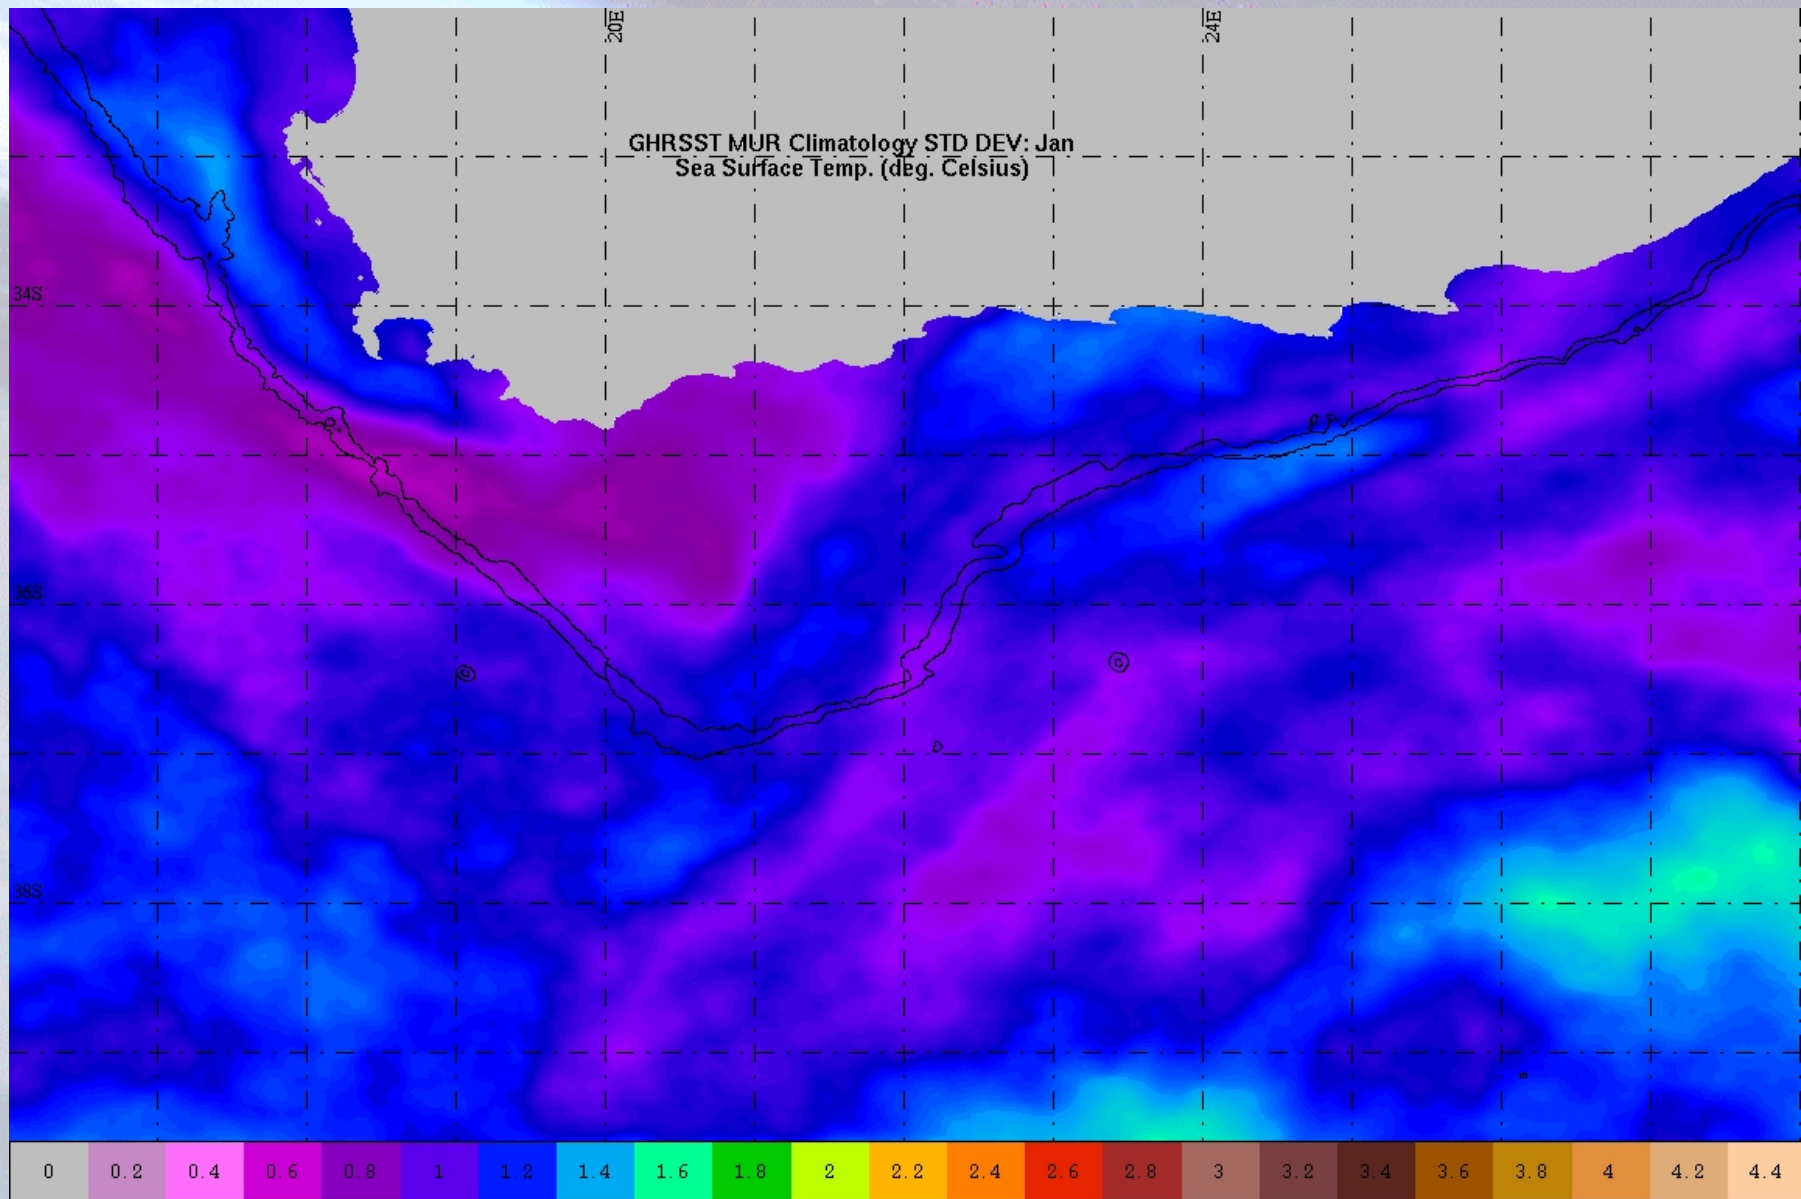 20E
24E
GHRSST MUR Climatology STD DEV: Jan
Sea Surface Temp. (deg. Celsius)
34S
36S
38S
0 0.2 0.4 0.6 0.8 1 1.2 1.4 1.6 1.8 2 2.2 2.4 2.6 2.8 3 3.2 3.4 3.6 3.8 4 4.2 4.4